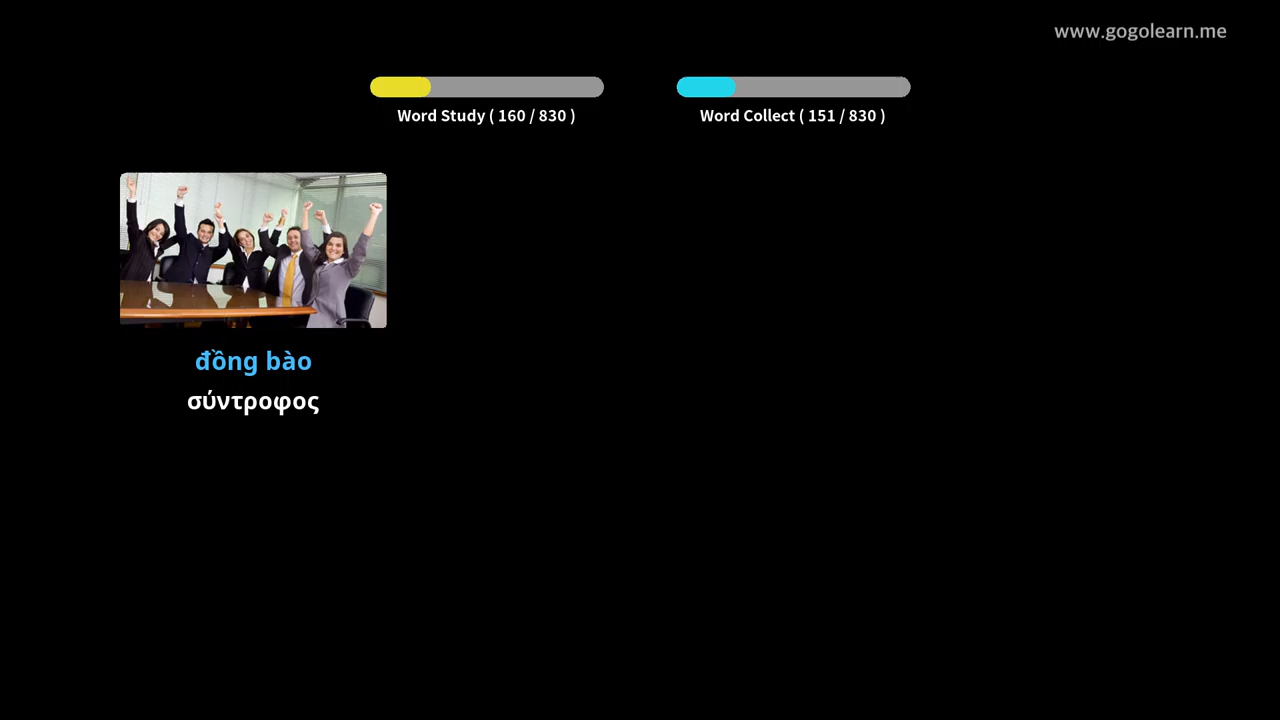 www.gogolearn.me
Word Study ( 160 / 830 )
Word Collect ( 151 / 830 )
đồng bào
σύντροφος